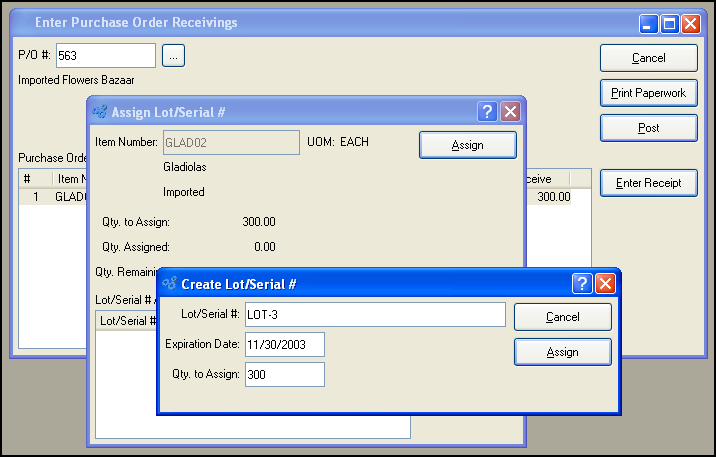 Enter Purchase Order Receivings
P/O #: 563 ...
Cancel
Imported Flowers Bazaar
Print Paperwork
Post
Purchase Orde
# Item N
ceive
1 GLAD 300.00
Enter Receipt
Assign Lot/Serial #
Item Number: GLAD02 UOM: EACH
Assign
Gladiolas
Imported
Qty. to Assign: 300.00
Qty. Assigned: 0.00
Qty. Remainin
Lot/Serial # A
Lot/Serial #
Create Lot/Serial #
Lot/Serial #: LOT-3
Cancel
Expiration Date: 11/30/2003
Assign
Qty. to Assign: 300